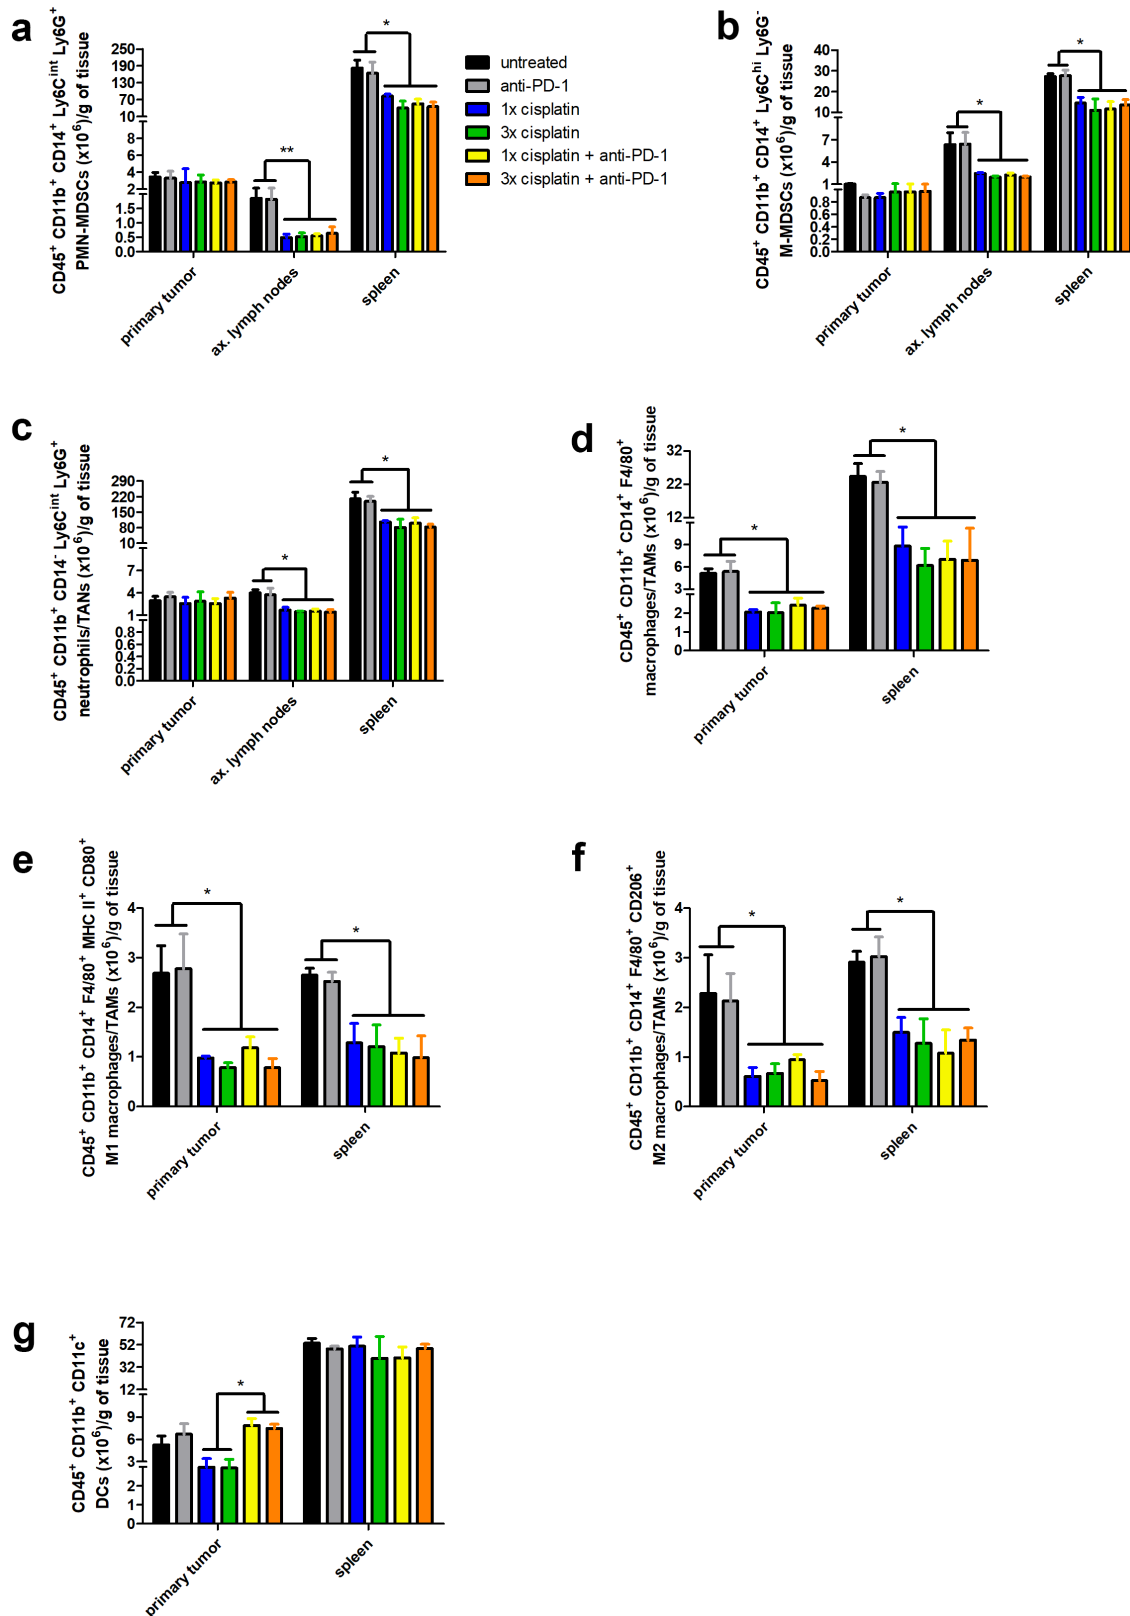 a
CD45⁺ CD11b⁺ CD14⁺ Ly6Cⁱⁿᵗ Ly6G⁺
PMN-MDSCs (x10⁶)/g of tissue
250
190
130
70
10
8
6
4
2
1.5
1.0
0.5
0.0
*
**
primary tumor
ax. lymph nodes
spleen
untreated
anti-PD-1
1x cisplatin
3x cisplatin
1x cisplatin + anti-PD-1
3x cisplatin + anti-PD-1
b
CD45⁺ CD11b⁺ CD14⁺ Ly6Cʰⁱ Ly6G⁻
M-MDSCs (x10⁶)/g of tissue
40
30
20
10
7
4
1
0.8
0.6
0.4
0.2
0.0
*
*
primary tumor
ax. lymph nodes
spleen
c
CD45⁺ CD11b⁺ CD14⁻ Ly6Cⁱⁿᵗ Ly6G⁺
neutrophils/TANs (x10⁶)/g of tissue
290
220
150
80
10
7
4
1
0.8
0.6
0.4
0.2
0.0
*
*
primary tumor
ax. lymph nodes
spleen
d
CD45⁺ CD11b⁺ CD14⁺ F4/80⁺
macrophages/TAMs (x10⁶)/g of tissue
32
22
12
9
6
3
2
1
0
*
*
primary tumor
spleen
e
CD45⁺ CD11b⁺ CD14⁺ F4/80⁺ MHC II⁺ CD80⁺
M1 macrophages/TAMs (x10⁶)/g of tissue
4
3
2
1
0
*
*
primary tumor
spleen
f
CD45⁺ CD11b⁺ CD14⁺ F4/80⁺ CD206⁺
M2 macrophages/TAMs (x10⁶)/g of tissue
4
3
2
1
0
*
*
primary tumor
spleen
g
CD45⁺ CD11b⁺ CD11c⁺
DCs (x10⁶)/g of tissue
72
52
32
12
9
6
3
2
1
0
*
primary tumor
spleen